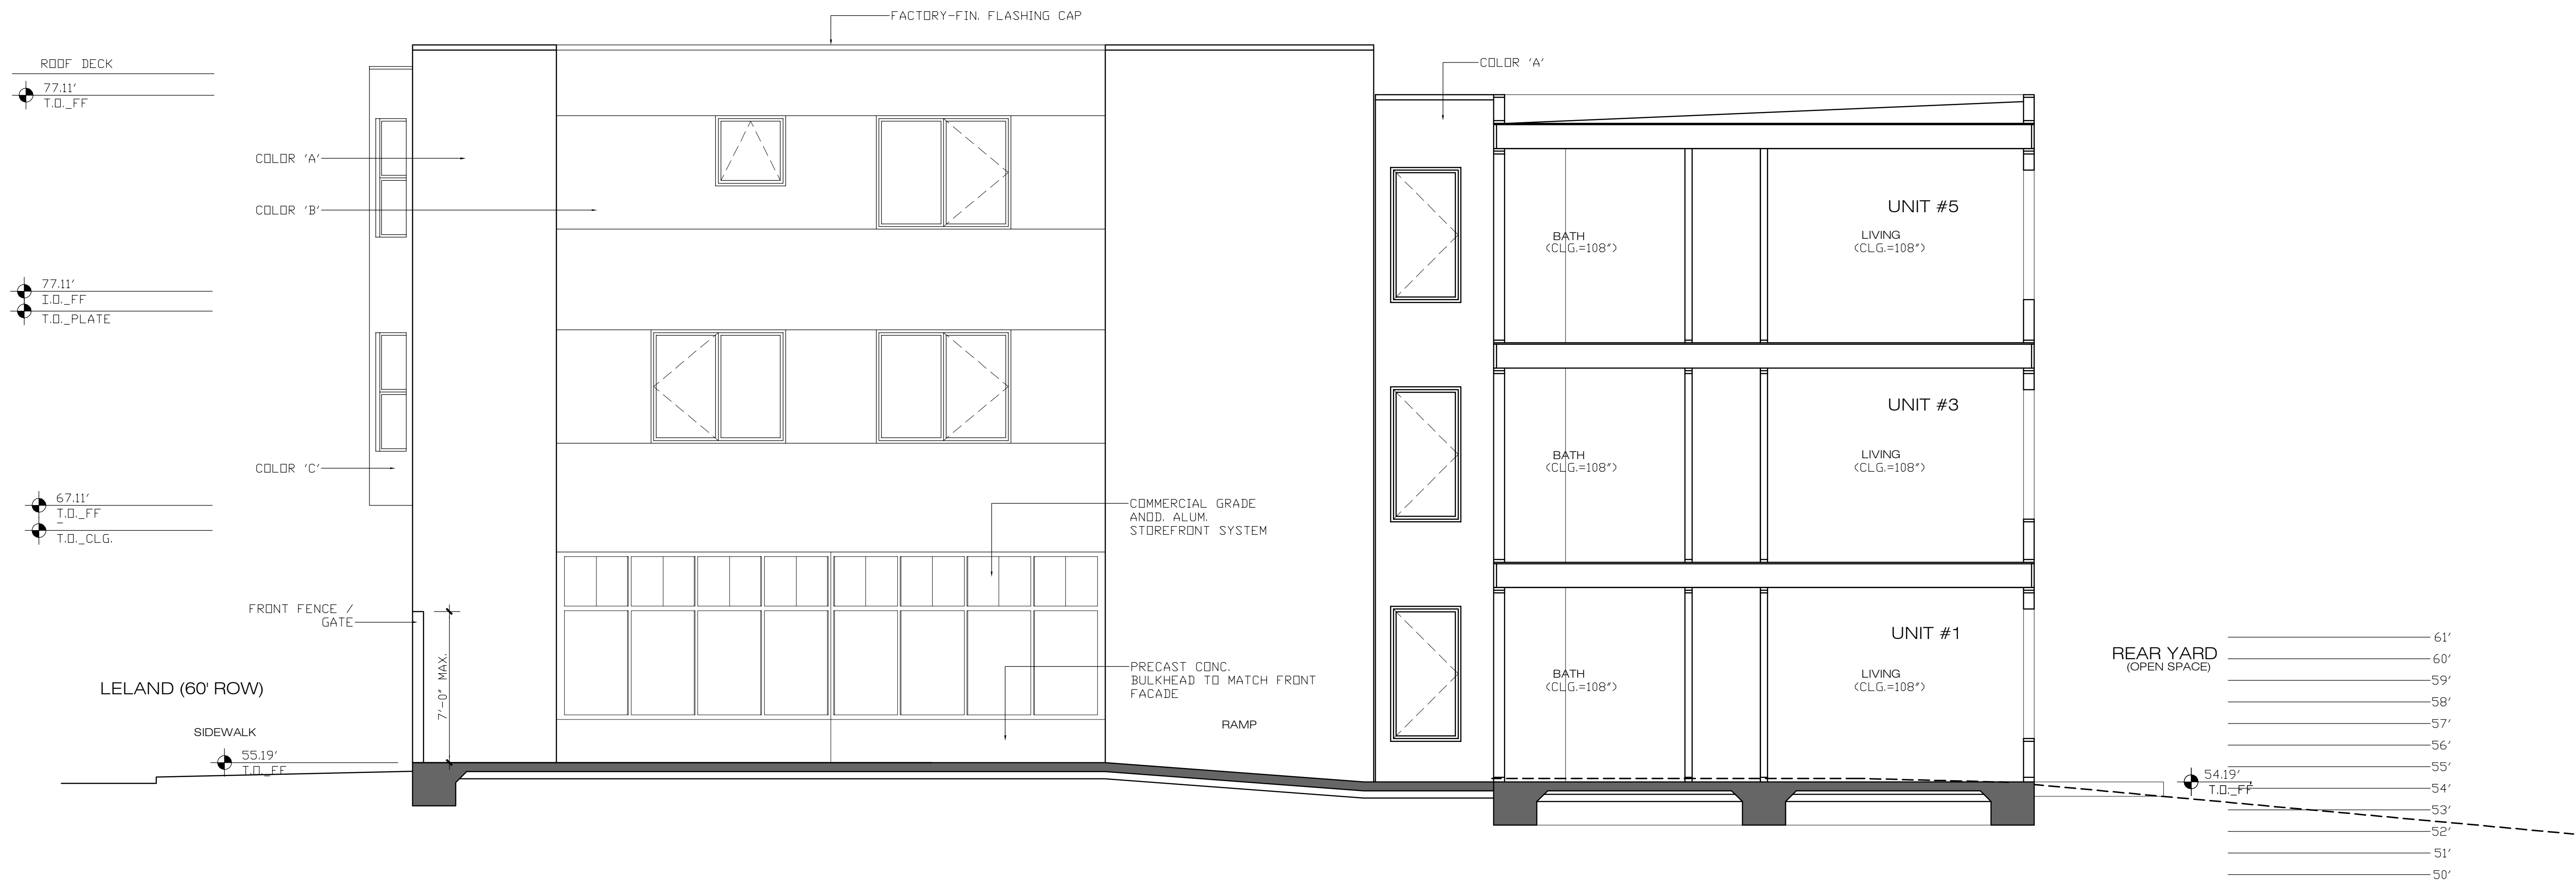 FACTORY-FIN. FLASHING CAP
ROOF DECK
77.11'
T.O._FF
COLOR 'A'
COLOR 'A'
COLOR 'B'
UNIT #5
BATH
(CLG.=108")
LIVING
(CLG.=108")
77.11'
T.O._FF
T.O._PLATE
UNIT #3
BATH
(CLG.=108")
LIVING
(CLG.=108")
COLOR 'C'
67.11'
T.O._FF
-
T.O._CLG.
COMMERCIAL GRADE
ANOD. ALUM.
STOREFRONT SYSTEM
FRONT FENCE /
GATE
7'-0" MAX.
UNIT #1
BATH
(CLG.=108")
LIVING
(CLG.=108")
PRECAST CONC.
BULKHEAD TO MATCH FRONT
FACADE
RAMP
LELAND (60' ROW)
SIDEWALK
55.19'
T.O._FF
REAR YARD
(OPEN SPACE)
54.19'
T.O._FF
61'
60'
59'
58'
57'
56'
55'
54'
53'
52'
51'
50'